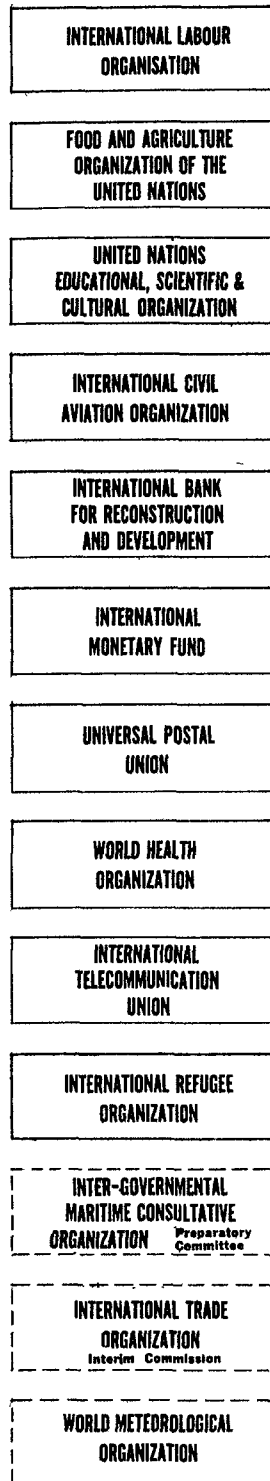 INTERNATIONAL LABOUR
ORGANISATION
FOOD AND AGRICULTURE
ORGANIZATION OF THE
UNITED NATIONS
UNITED NATIONS
EDUCATIONAL, SCIENTIFIC &
CULTURAL ORGANIZATION
INTERNATIONAL CIVIL
AVIATION ORGANIZATION
INTERNATIONAL BANK
FOR RECONSTRUCTION
AND DEVELOPMENT
INTERNATIONAL
MONETARY FUND
UNIVERSAL POSTAL
UNION
WORLD HEALTH
ORGANIZATION
INTERNATIONAL
TELECOMMUNICATION
UNION
INTERNATIONAL REFUGEE
ORGANIZATION
INTER-GOVERNMENTAL
MARITIME CONSULTATIVE
ORGANIZATION Preparatory
Committee
INTERNATIONAL TRADE
ORGANIZATION
Interim Commission
WORLD METEOROLOGICAL
ORGANIZATION